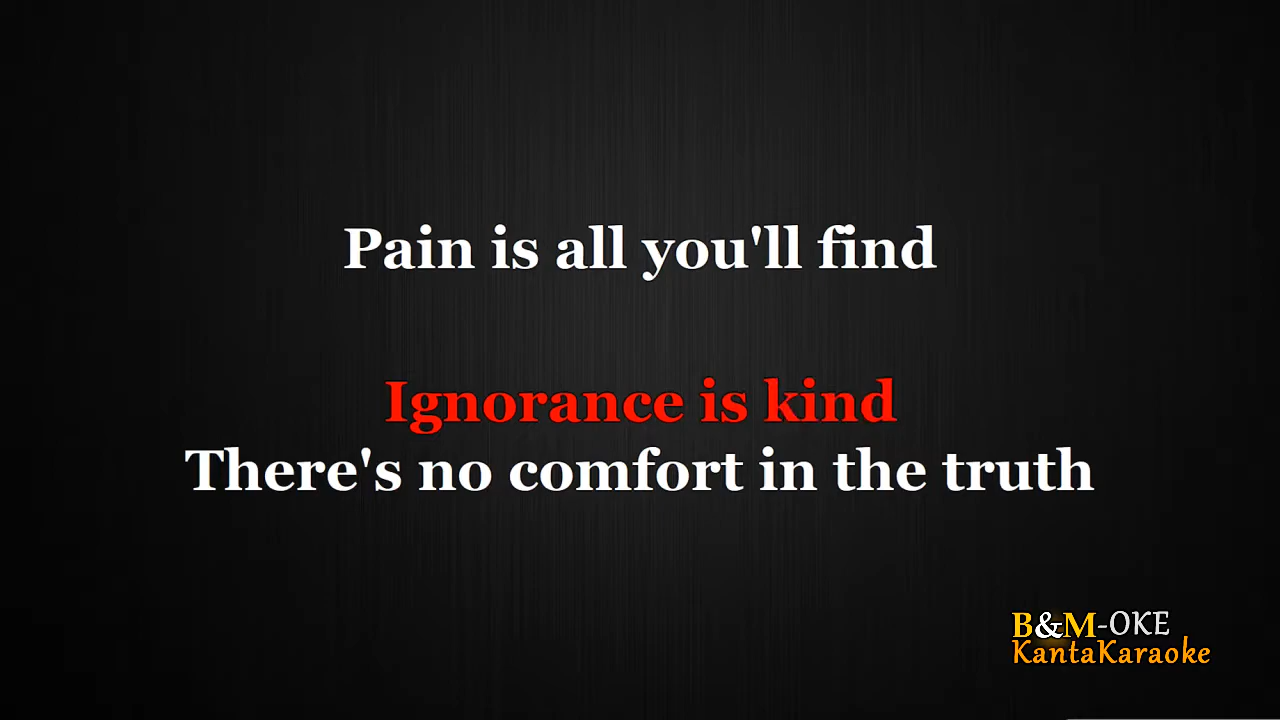 Pain is all you'll find
Ignorance is kind
There's no comfort in the truth
B&M-OKE
KantaKaraoke